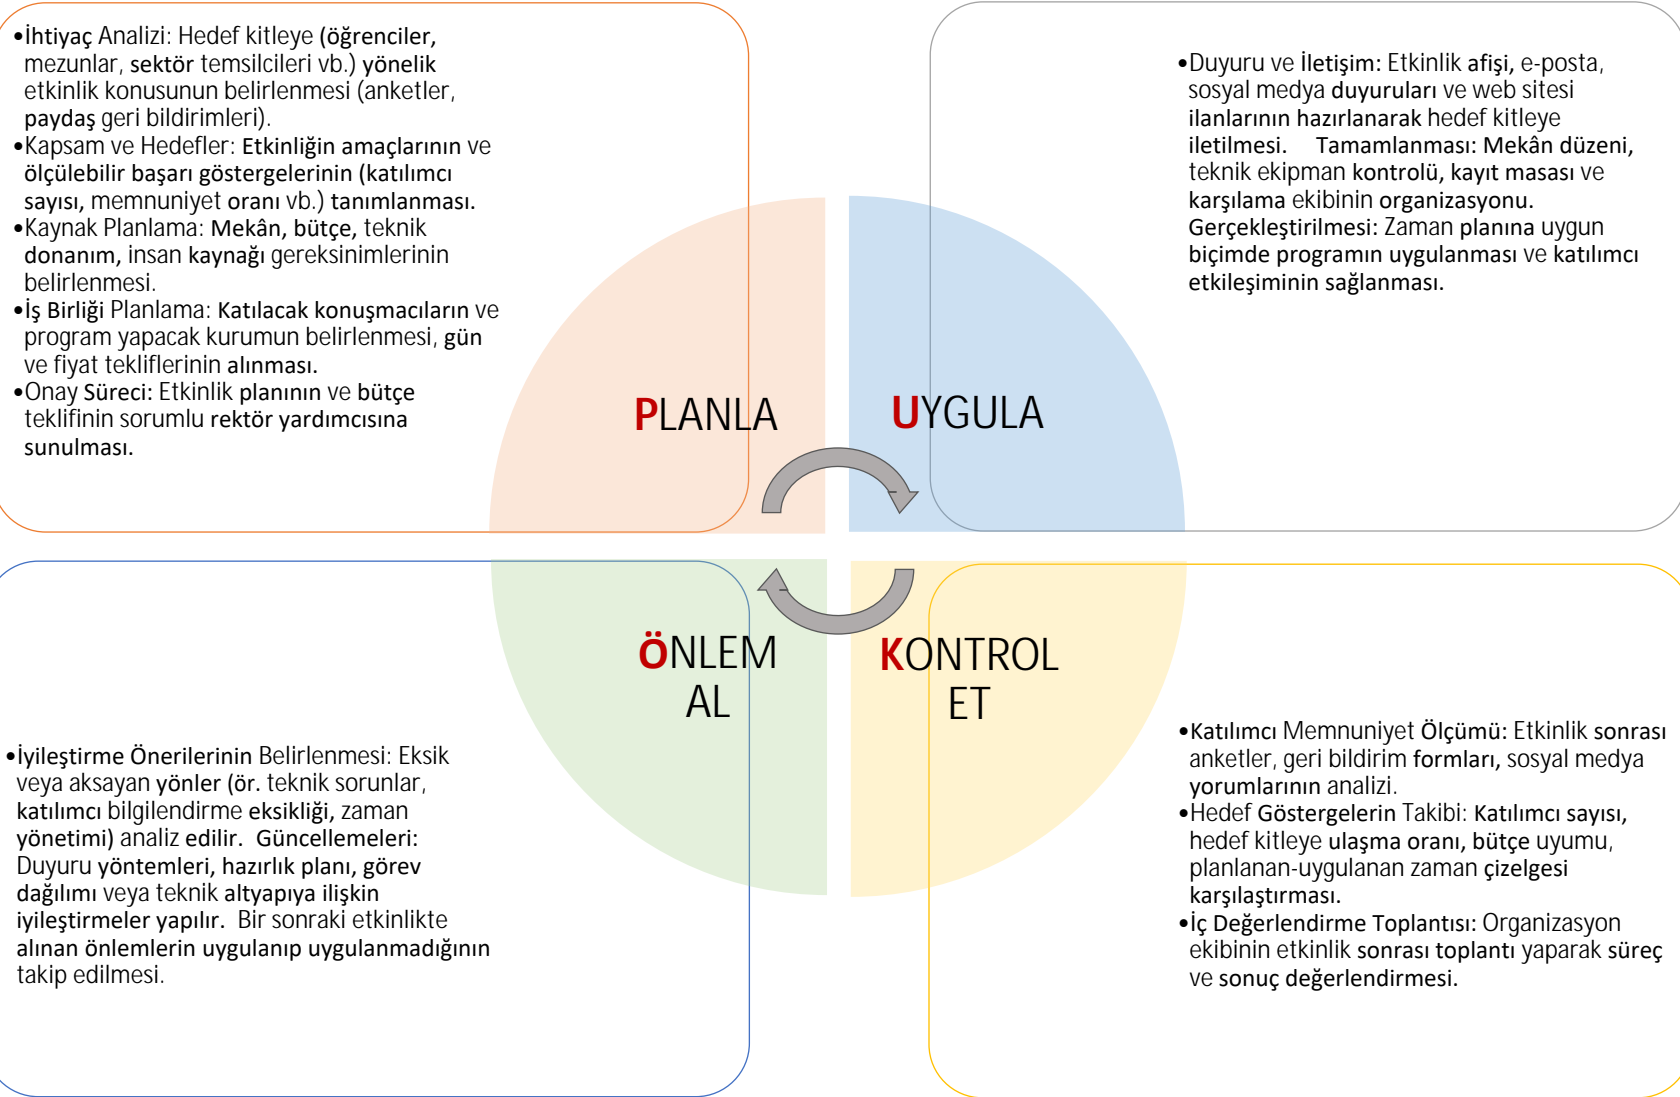 •İhtiyaç Analizi: Hedef kitleye (öğrenciler,
mezunlar, sektör temsilcileri vb.) yönelik
etkinlik konusunun belirlenmesi (anketler,
paydaş geri bildirimleri).
•Kapsam ve Hedefler: Etkinliğin amaçlarının ve
ölçülebilir başarı göstergelerinin (katılımcı
sayısı, memnuniyet oranı vb.) tanımlanması.
•Kaynak Planlama: Mekân, bütçe, teknik
donanım, insan kaynağı gereksinimlerinin
belirlenmesi.
•İş Birliği Planlama: Katılacak konuşmacıların ve
program yapacak kurumun belirlenmesi, gün
ve fiyat tekliflerinin alınması.
•Onay Süreci: Etkinlik planının ve bütçe
teklifinin sorumlu rektör yardımcısına
sunulması.
•Duyuru ve İletişim: Etkinlik afişi, e-posta,
sosyal medya duyuruları ve web sitesi
ilanlarının hazırlanarak hedef kitleye
iletilmesi. Tamamlanması: Mekân düzeni,
teknik ekipman kontrolü, kayıt masası ve
karşılama ekibinin organizasyonu.
Gerçekleştirilmesi: Zaman planına uygun
biçimde programın uygulanması ve katılımcı
etkileşiminin sağlanması.
PLANLA
UYGULA
ÖNLEM
AL
KONTROL
ET
•İyileştirme Önerilerinin Belirlenmesi: Eksik
veya aksayan yönler (ör. teknik sorunlar,
katılımcı bilgilendirme eksikliği, zaman
yönetimi) analiz edilir. Güncellemeleri:
Duyuru yöntemleri, hazırlık planı, görev
dağılımı veya teknik altyapıya ilişkin
iyileştirmeler yapılır. Bir sonraki etkinlikte
alınan önlemlerin uygulanıp uygulanmadığının
takip edilmesi.
•Katılımcı Memnuniyet Ölçümü: Etkinlik sonrası
anketler, geri bildirim formları, sosyal medya
yorumlarının analizi.
•Hedef Göstergelerin Takibi: Katılımcı sayısı,
hedef kitleye ulaşma oranı, bütçe uyumu,
planlanan-uygulanan zaman çizelgesi
karşılaştırması.
•İç Değerlendirme Toplantısı: Organizasyon
ekibinin etkinlik sonrası toplantı yaparak süreç
ve sonuç değerlendirmesi.